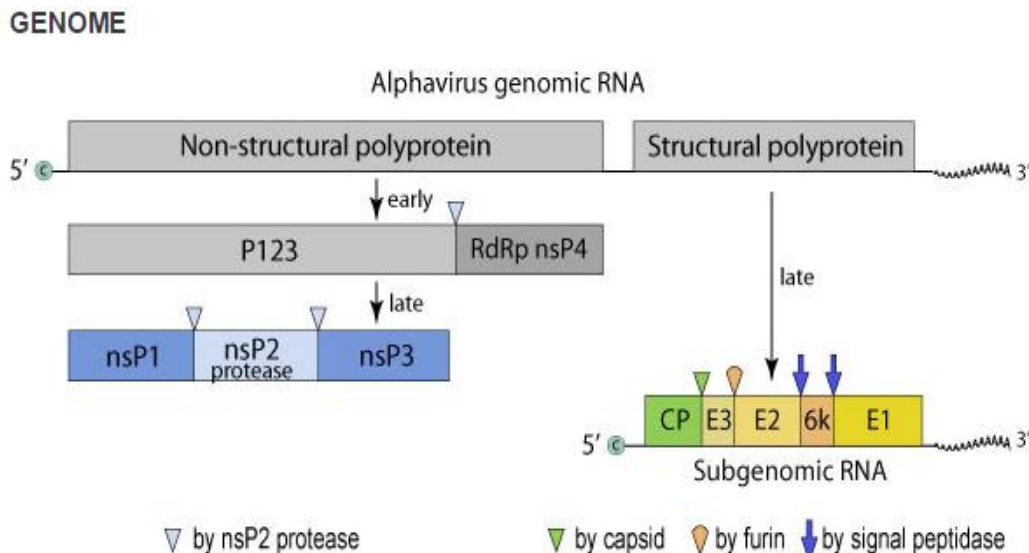 GENOME
Alphavirus genomic RNA
Non-structural polyprotein
Structural polyprotein
5′ c
3′
early
P123
RdRp nsP4
late
late
nsP1
nsP2
protease
nsP3
CP
E3
E2
6k
E1
5′ c
3′
Subgenomic RNA
by nsP2 protease
by capsid
by furin
by signal peptidase